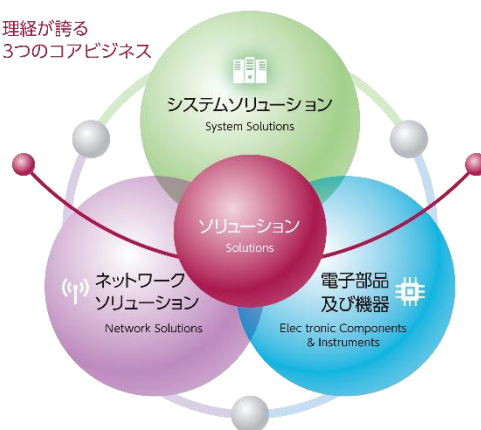 理経が誇る
3つのコアビジネス
システムソリューション
System Solutions
ソリューション
Solutions
ネットワーク
ソリューション
Network Solutions
電子部品
及び機器
Elec tronic Components
& Instruments